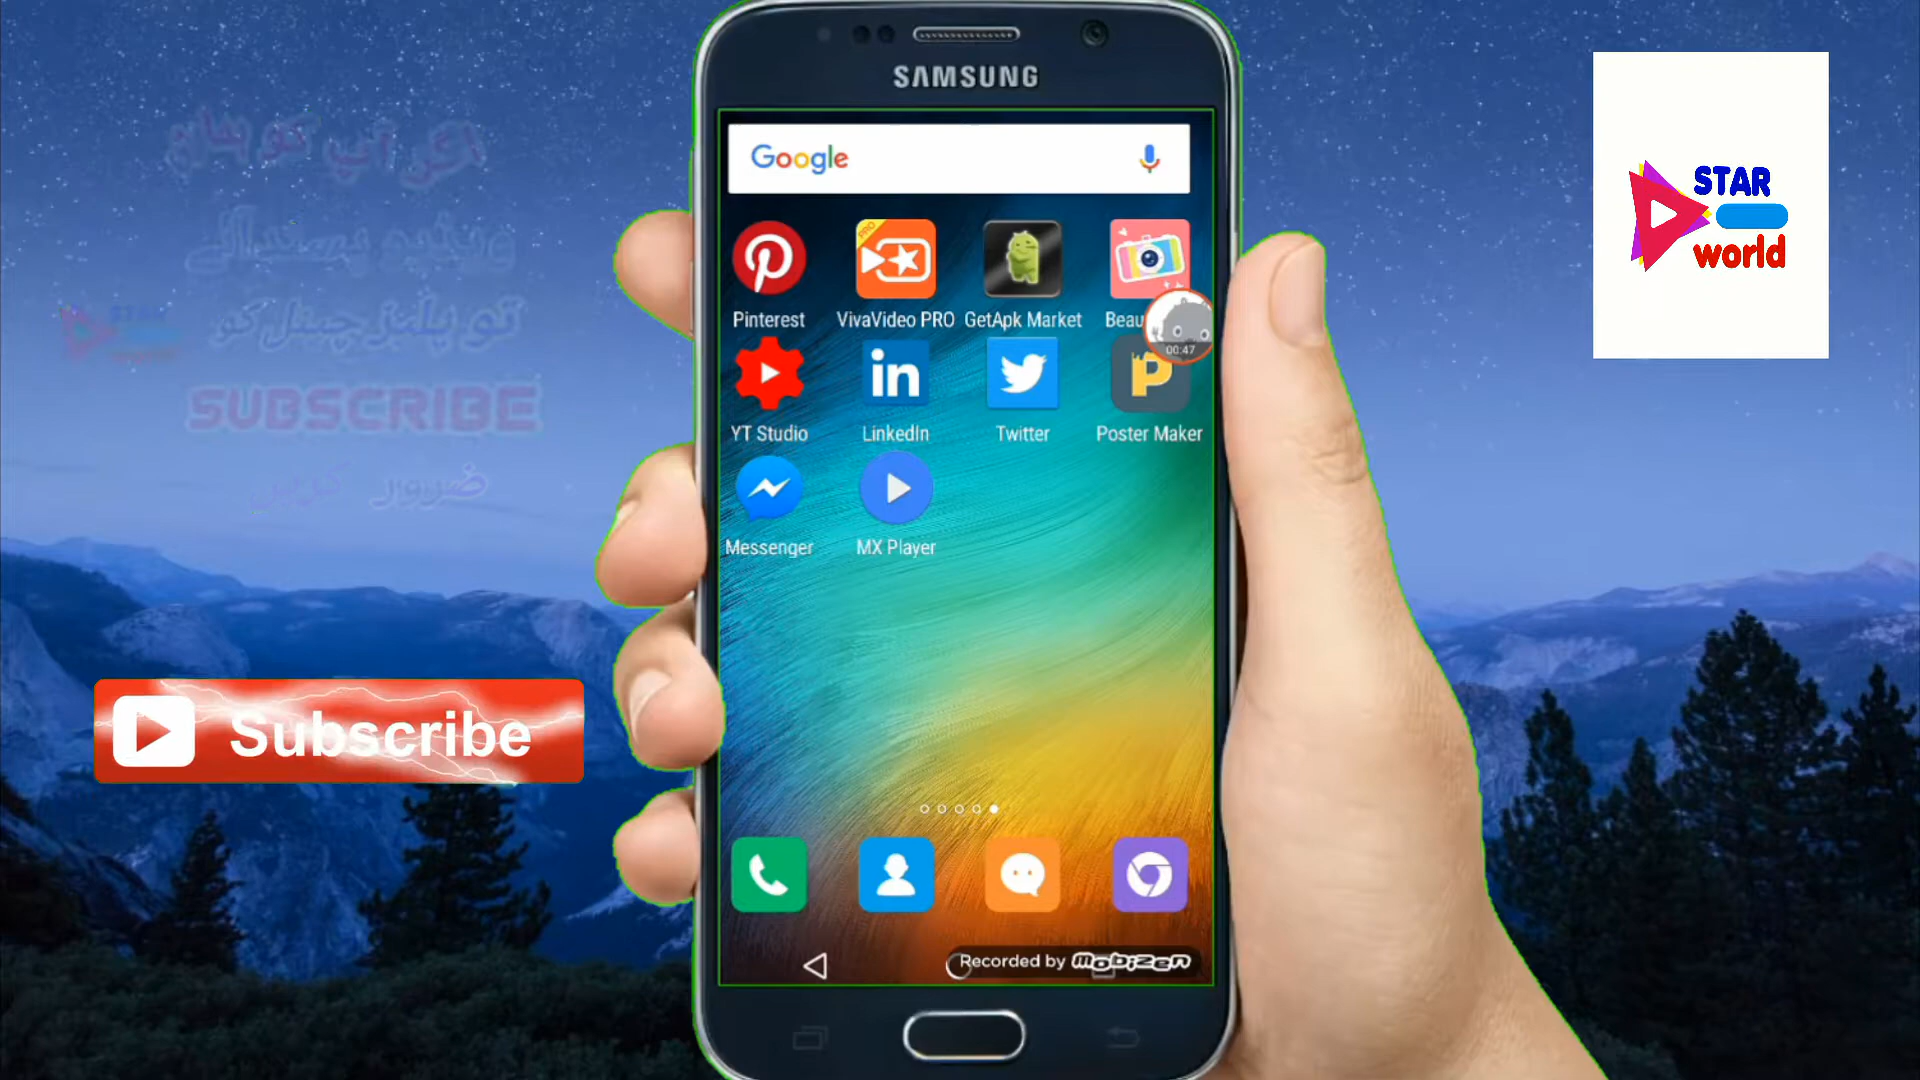 SAMSUNG
Google
Pinterest
VivaVideo PRO
GetApk Market
Beau
00:47
YT Studio
LinkedIn
Twitter
Poster Maker
Messenger
MX Player
Recorded by mobizen
STAR
world
اگر آپ کو ہماری
ویڈیو پسند آئے
تو پلیز چینل کو
SUBSCRIBE
ضرور کریں
Subscribe